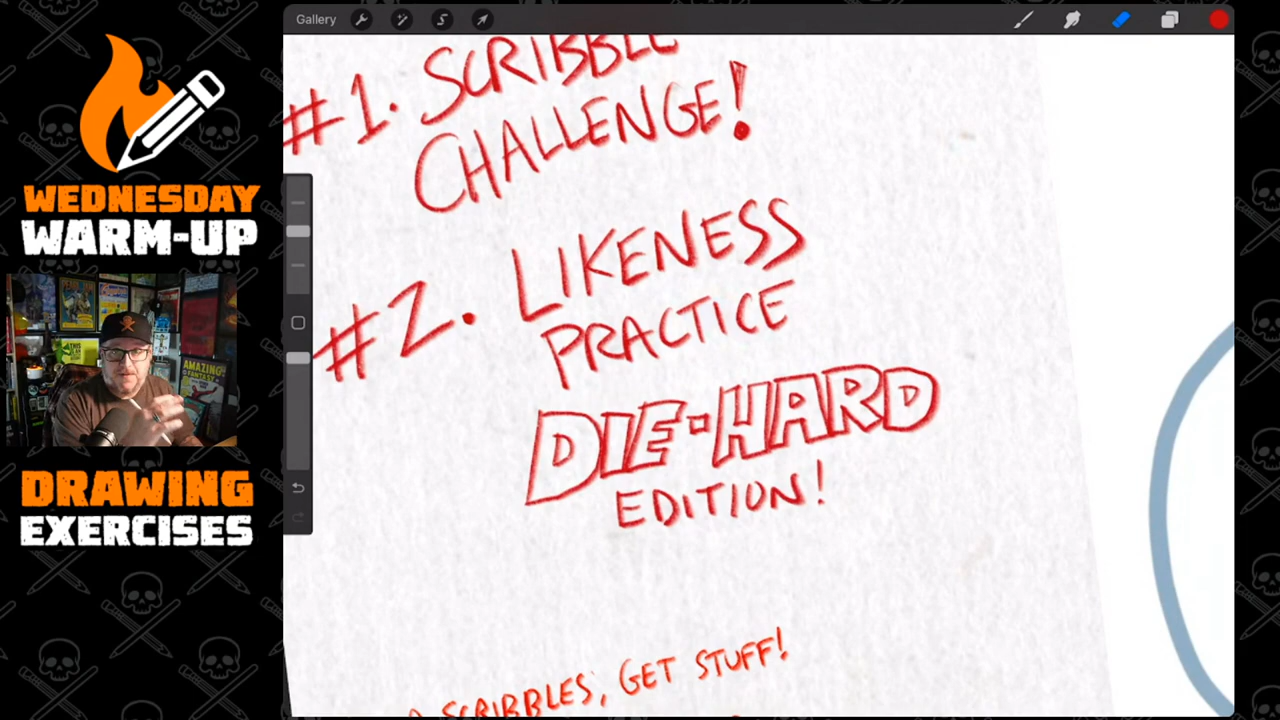 Gallery
WEDNESDAY
WARM-UP
DRAWING
EXERCISES
#1. SCRIBBLE
CHALLENGE!
#2. LIKENESS
PRACTICE
DIE-HARD
EDITION!
SCRIBBLES, GET STUFF!